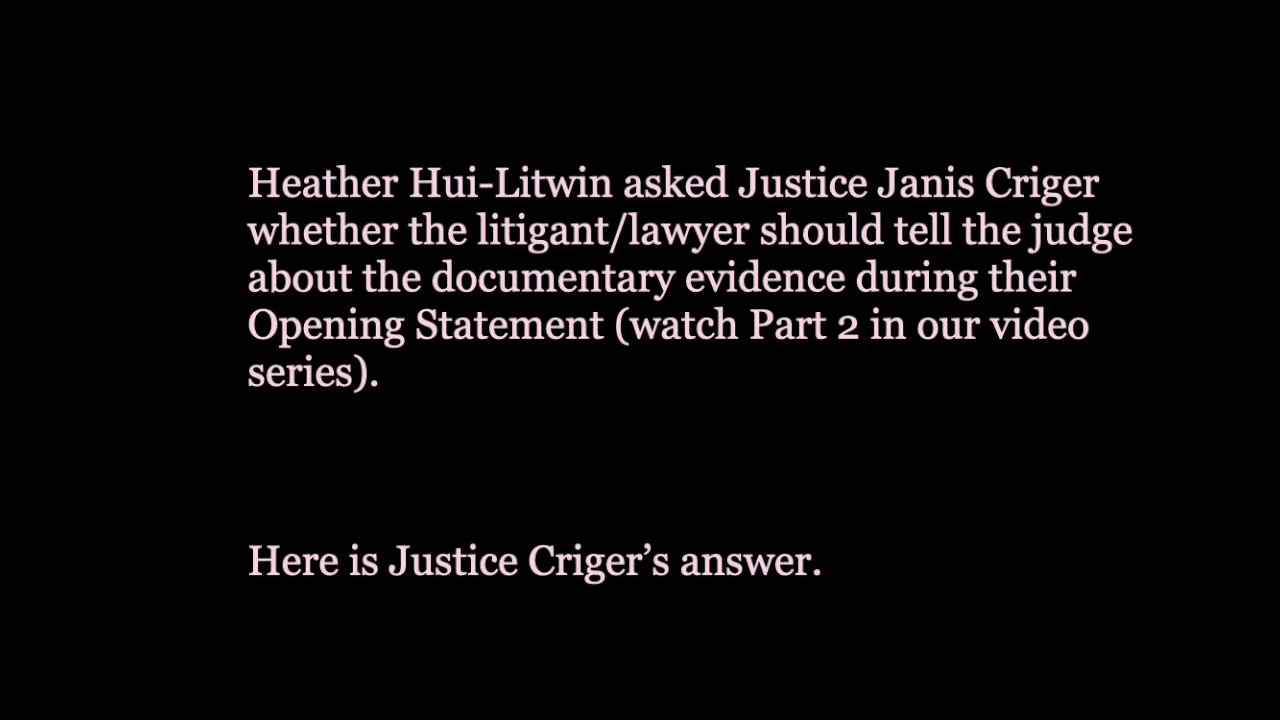 Heather Hui-Litwin asked Justice Janis Criger
whether the litigant/lawyer should tell the judge
about the documentary evidence during their
Opening Statement (watch Part 2 in our video
series).
Here is Justice Criger’s answer.